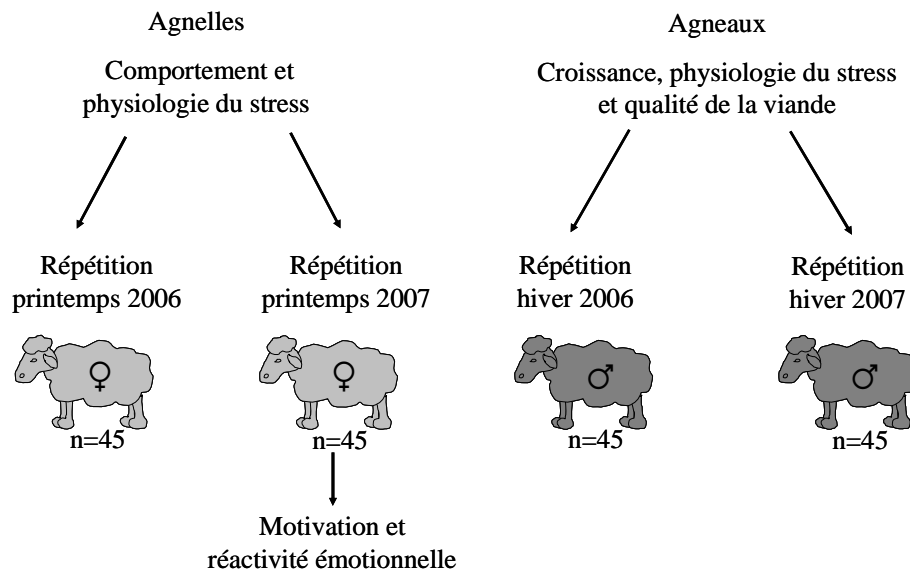 Agnelles
Comportement et
physiologie du stress
Agneaux
Croissance, physiologie du stress
et qualité de la viande
Répétition
printemps 2006
Répétition
printemps 2007
Répétition
hiver 2006
Répétition
hiver 2007
♀
♀
♂
♂
n=45
n=45
n=45
n=45
Motivation et
réactivité émotionnelle